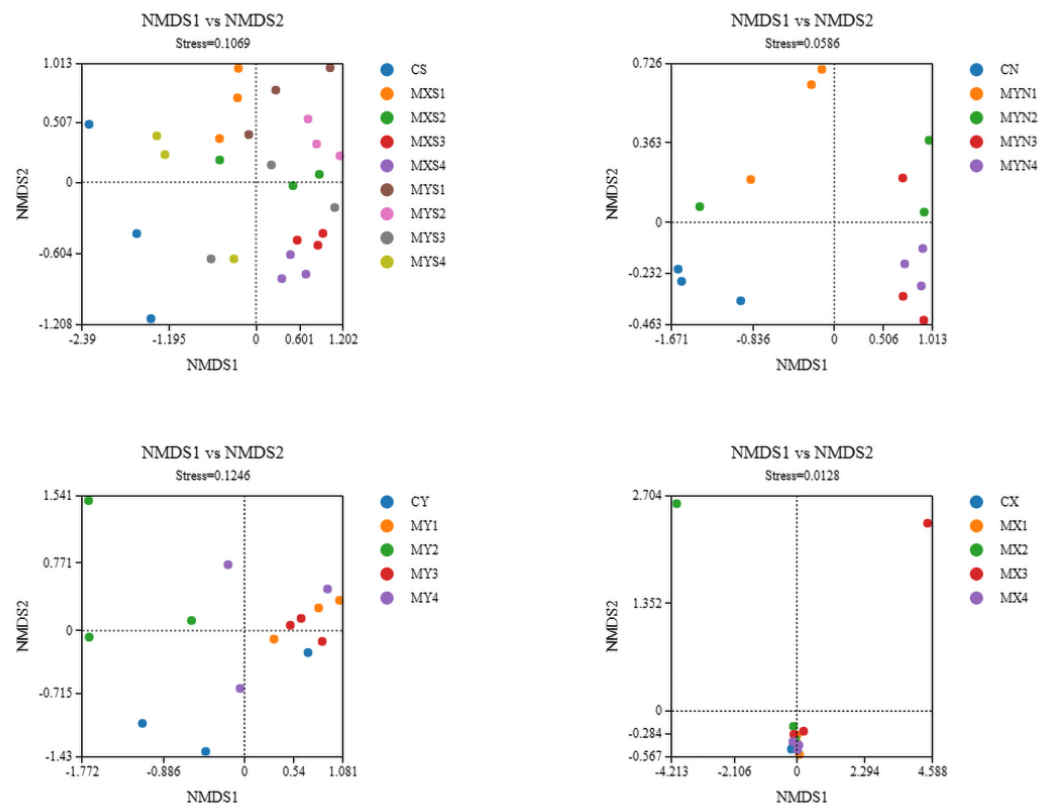 NMDS1 vs NMDS2
Stress=0.1069
1.013
0.507
0
-0.604
-1.208
NMDS2
-2.39
-1.195
0
0.601
1.202
NMDS1
CS
MXS1
MXS2
MXS3
MXS4
MYS1
MYS2
MYS3
MYS4
NMDS1 vs NMDS2
Stress=0.0586
0.726
0.363
0
-0.232
-0.463
NMDS2
-1.671
-0.836
0
0.506
1.013
NMDS1
CN
MYN1
MYN2
MYN3
MYN4
NMDS1 vs NMDS2
Stress=0.1246
1.541
0.771
0
-0.715
-1.43
NMDS2
-1.772
-0.886
0
0.54
1.081
NMDS1
CY
MY1
MY2
MY3
MY4
NMDS1 vs NMDS2
Stress=0.0128
2.704
1.352
0
-0.284
-0.567
NMDS2
-4.213
-2.106
0
2.294
4.588
NMDS1
CX
MX1
MX2
MX3
MX4